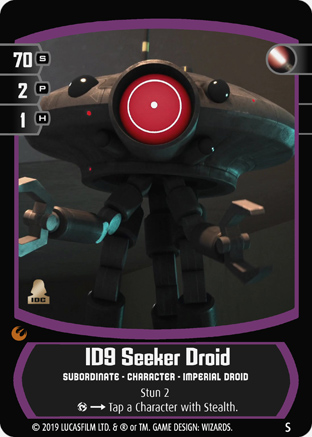 70 S
2 P
1 H
IDC
ID9 Seeker Droid
SUBORDINATE • CHARACTER • IMPERIAL DROID
Stun 2
→ Tap a Character with Stealth.
© 2019 LUCASFILM LTD. & ® or TM. GAME DESIGN: WIZARDS. S